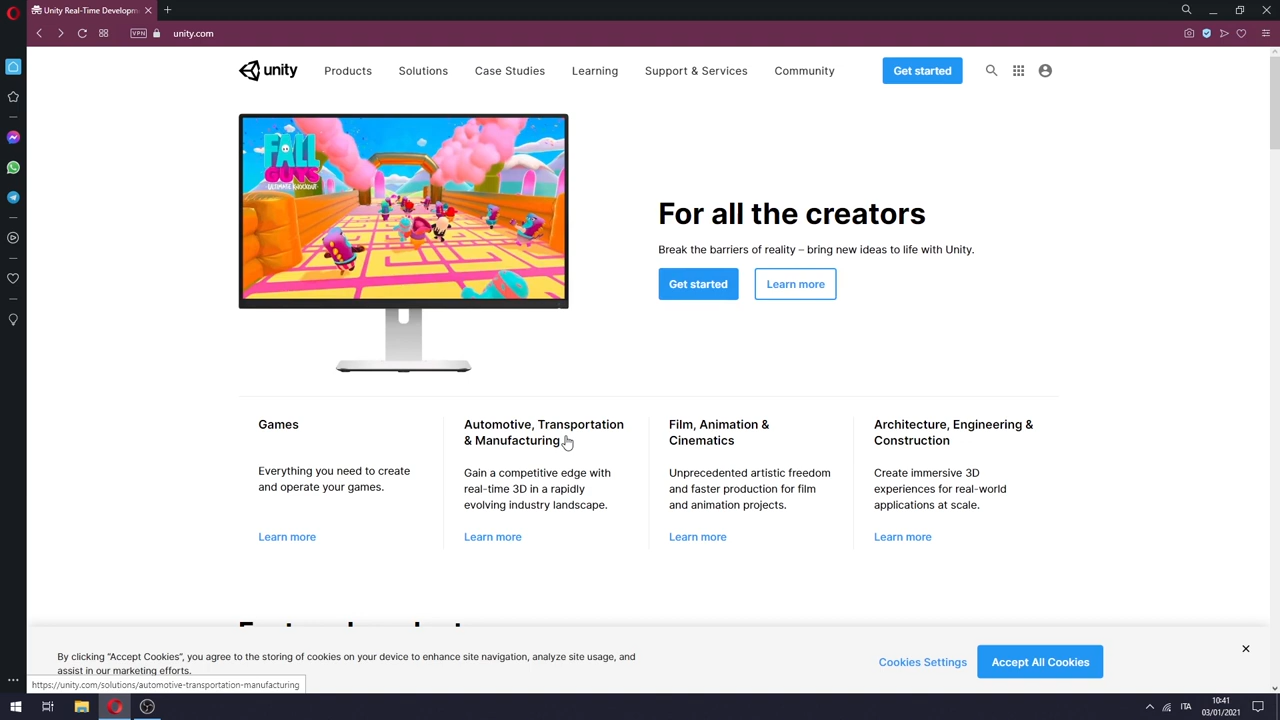 Unity Real-Time Developm
VPN
unity.com
unity
Products
Solutions
Case Studies
Learning
Support & Services
Community
Get started
FALL
GUYS
ULTIMATE KNOCKOUT
For all the creators
Break the barriers of reality – bring new ideas to life with Unity.
Get started
Learn more
Games
Everything you need to create
and operate your games.
Learn more
Automotive, Transportation
& Manufacturing
Gain a competitive edge with
real-time 3D in a rapidly
evolving industry landscape.
Learn more
Film, Animation &
Cinematics
Unprecedented artistic freedom
and faster production for film
and animation projects.
Learn more
Architecture, Engineering &
Construction
Create immersive 3D
experiences for real-world
applications at scale.
Learn more
By clicking “Accept Cookies”, you agree to the storing of cookies on your device to enhance site navigation, analyze site usage, and
assist in our marketing efforts.
Cookies Settings
Accept All Cookies
https://unity.com/solutions/automotive-transportation-manufacturing
ITA
10:41
03/01/2021